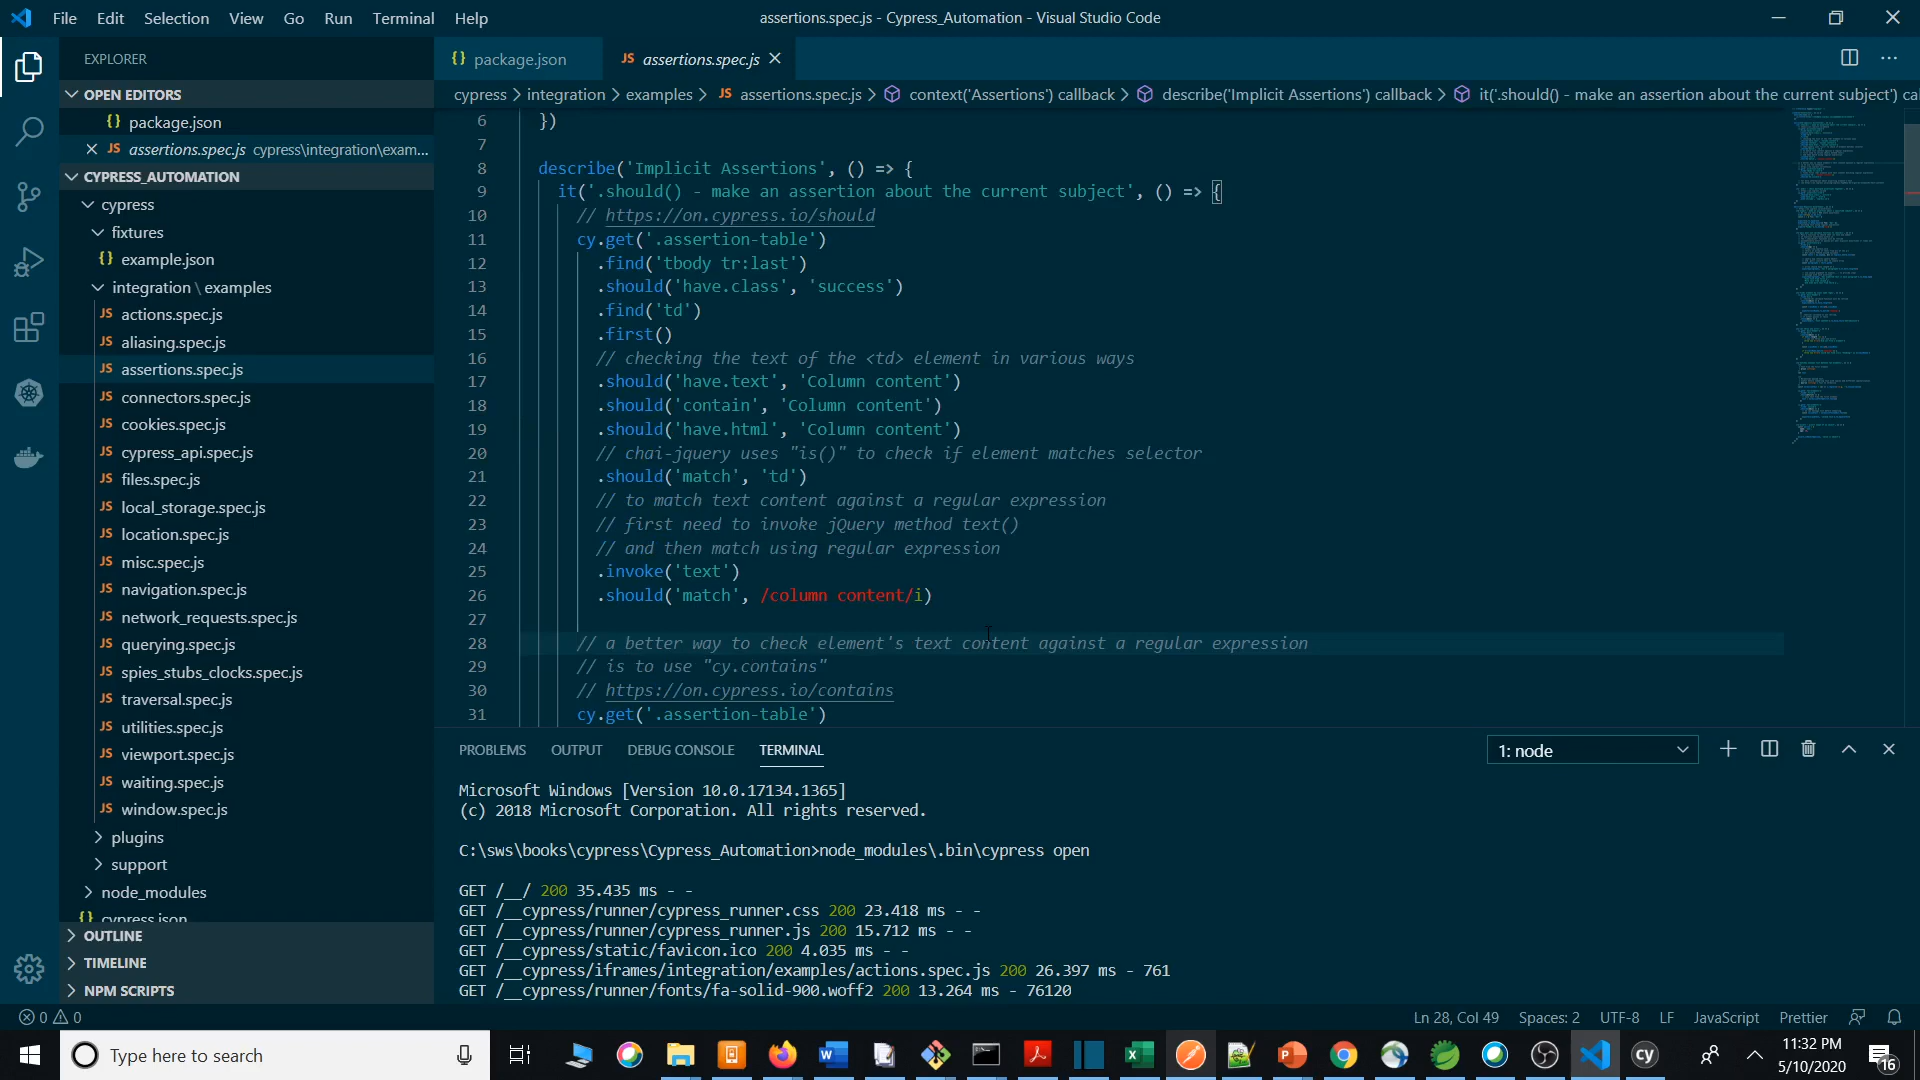 File Edit Selection View Go Run Terminal Help
assertions.spec.js - Cypress_Automation - Visual Studio Code
EXPLORER
OPEN EDITORS
{} package.json
JS assertions.spec.js cypress\integration\exam...
CYPRESS_AUTOMATION
cypress
fixtures
{} example.json
integration \ examples
JS actions.spec.js
JS aliasing.spec.js
JS assertions.spec.js
JS connectors.spec.js
JS cookies.spec.js
JS cypress_api.spec.js
JS files.spec.js
JS local_storage.spec.js
JS location.spec.js
JS misc.spec.js
JS navigation.spec.js
JS network_requests.spec.js
JS querying.spec.js
JS spies_stubs_clocks.spec.js
JS traversal.spec.js
JS utilities.spec.js
JS viewport.spec.js
JS waiting.spec.js
JS window.spec.js
plugins
support
node_modules
{} cypress.json
OUTLINE
TIMELINE
NPM SCRIPTS
{} package.json
JS assertions.spec.js
cypress > integration > examples > JS assertions.spec.js > context('Assertions') callback > describe('Implicit Assertions') callback > it('.should() - make an assertion about the current subject') ca
6 })
7
8 describe('Implicit Assertions', () => {
9 it('.should() - make an assertion about the current subject', () => {
10 // https://on.cypress.io/should
11 cy.get('.assertion-table')
12 .find('tbody tr:last')
13 .should('have.class', 'success')
14 .find('td')
15 .first()
16 // checking the text of the <td> element in various ways
17 .should('have.text', 'Column content')
18 .should('contain', 'Column content')
19 .should('have.html', 'Column content')
20 // chai-jquery uses "is()" to check if element matches selector
21 .should('match', 'td')
22 // to match text content against a regular expression
23 // first need to invoke jQuery method text()
24 // and then match using regular expression
25 .invoke('text')
26 .should('match', /column content/i)
27
28 // a better way to check element's text content against a regular expression
29 // is to use "cy.contains"
30 // https://on.cypress.io/contains
31 cy.get('.assertion-table')
PROBLEMS OUTPUT DEBUG CONSOLE TERMINAL
1: node
Microsoft Windows [Version 10.0.17134.1365]
(c) 2018 Microsoft Corporation. All rights reserved.
C:\sws\books\cypress\Cypress_Automation>node_modules\.bin\cypress open
GET /__/ 200 35.435 ms - -
GET /__cypress/runner/cypress_runner.css 200 23.418 ms - -
GET /__cypress/runner/cypress_runner.js 200 15.712 ms - -
GET /__cypress/static/favicon.ico 200 4.035 ms - -
GET /__cypress/iframes/integration/examples/actions.spec.js 200 26.397 ms - 761
GET /__cypress/runner/fonts/fa-solid-900.woff2 200 13.264 ms - 76120
0 0
Ln 28, Col 49 Spaces: 2 UTF-8 LF JavaScript Prettier
Type here to search
cy
11:32 PM
5/10/2020
16